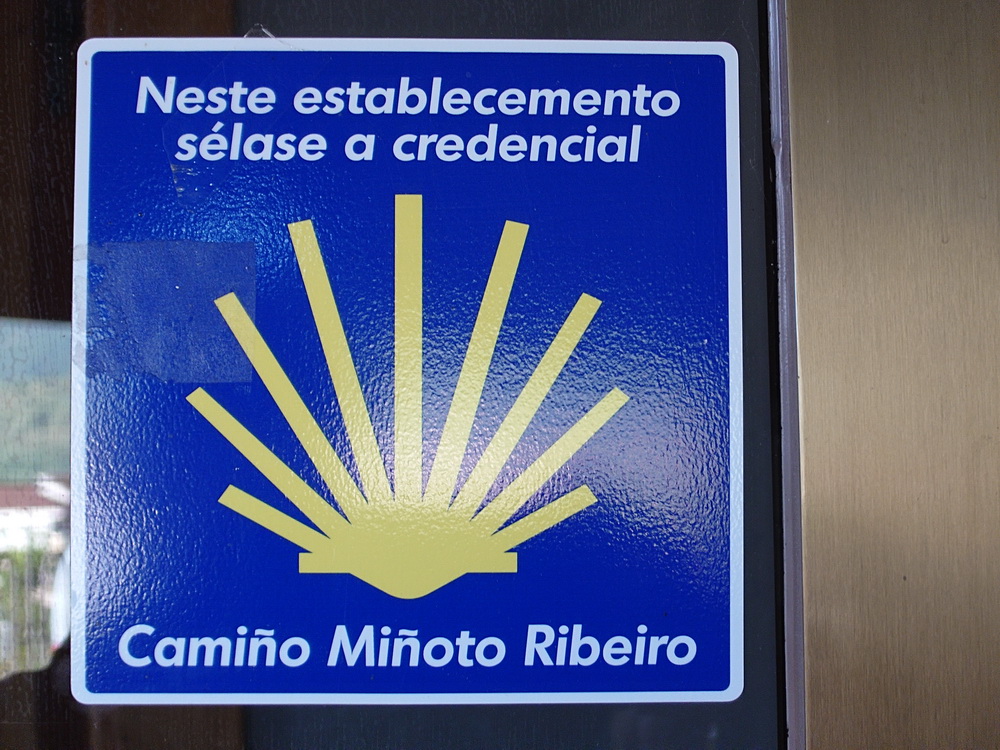 Neste establecemento
sélase a credencial
Camiño Miñoto Ribeiro